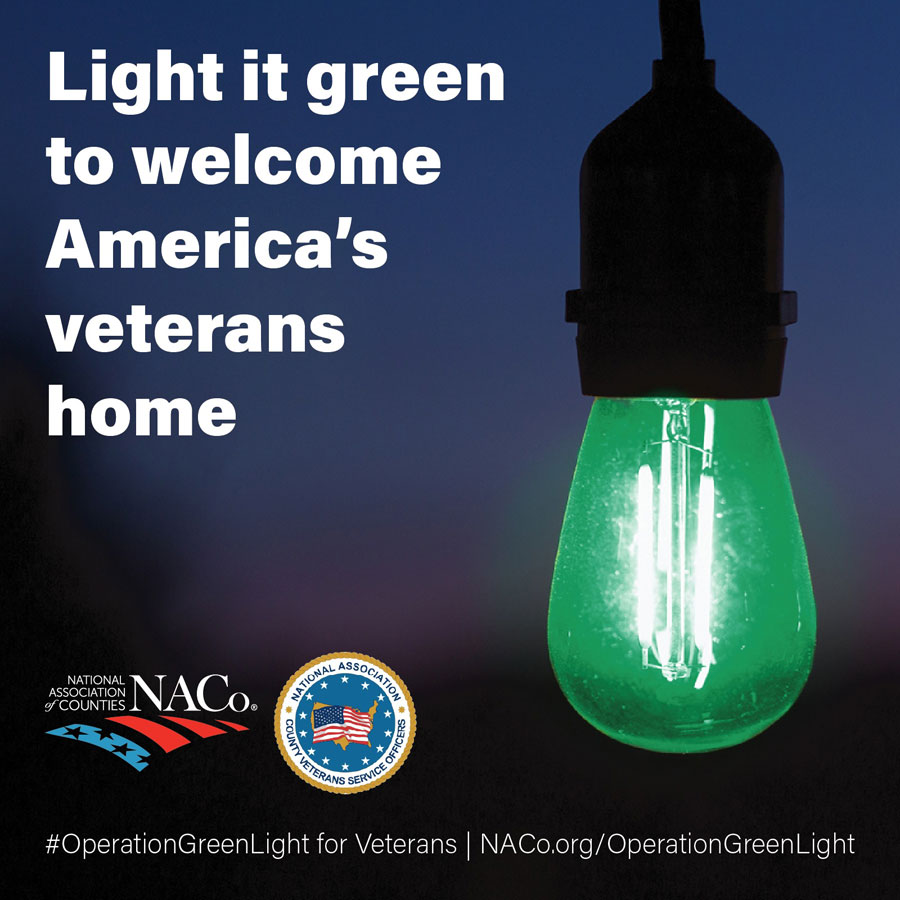 Light it green
to welcome
America's
veterans
home
NATIONAL
ASSOCIATION
of COUNTIES
NACo®
NATIONAL ASSOCIATION
COUNTY VETERANS SERVICE OFFICERS
#OperationGreenLight for Veterans | NACo.org/OperationGreenLight